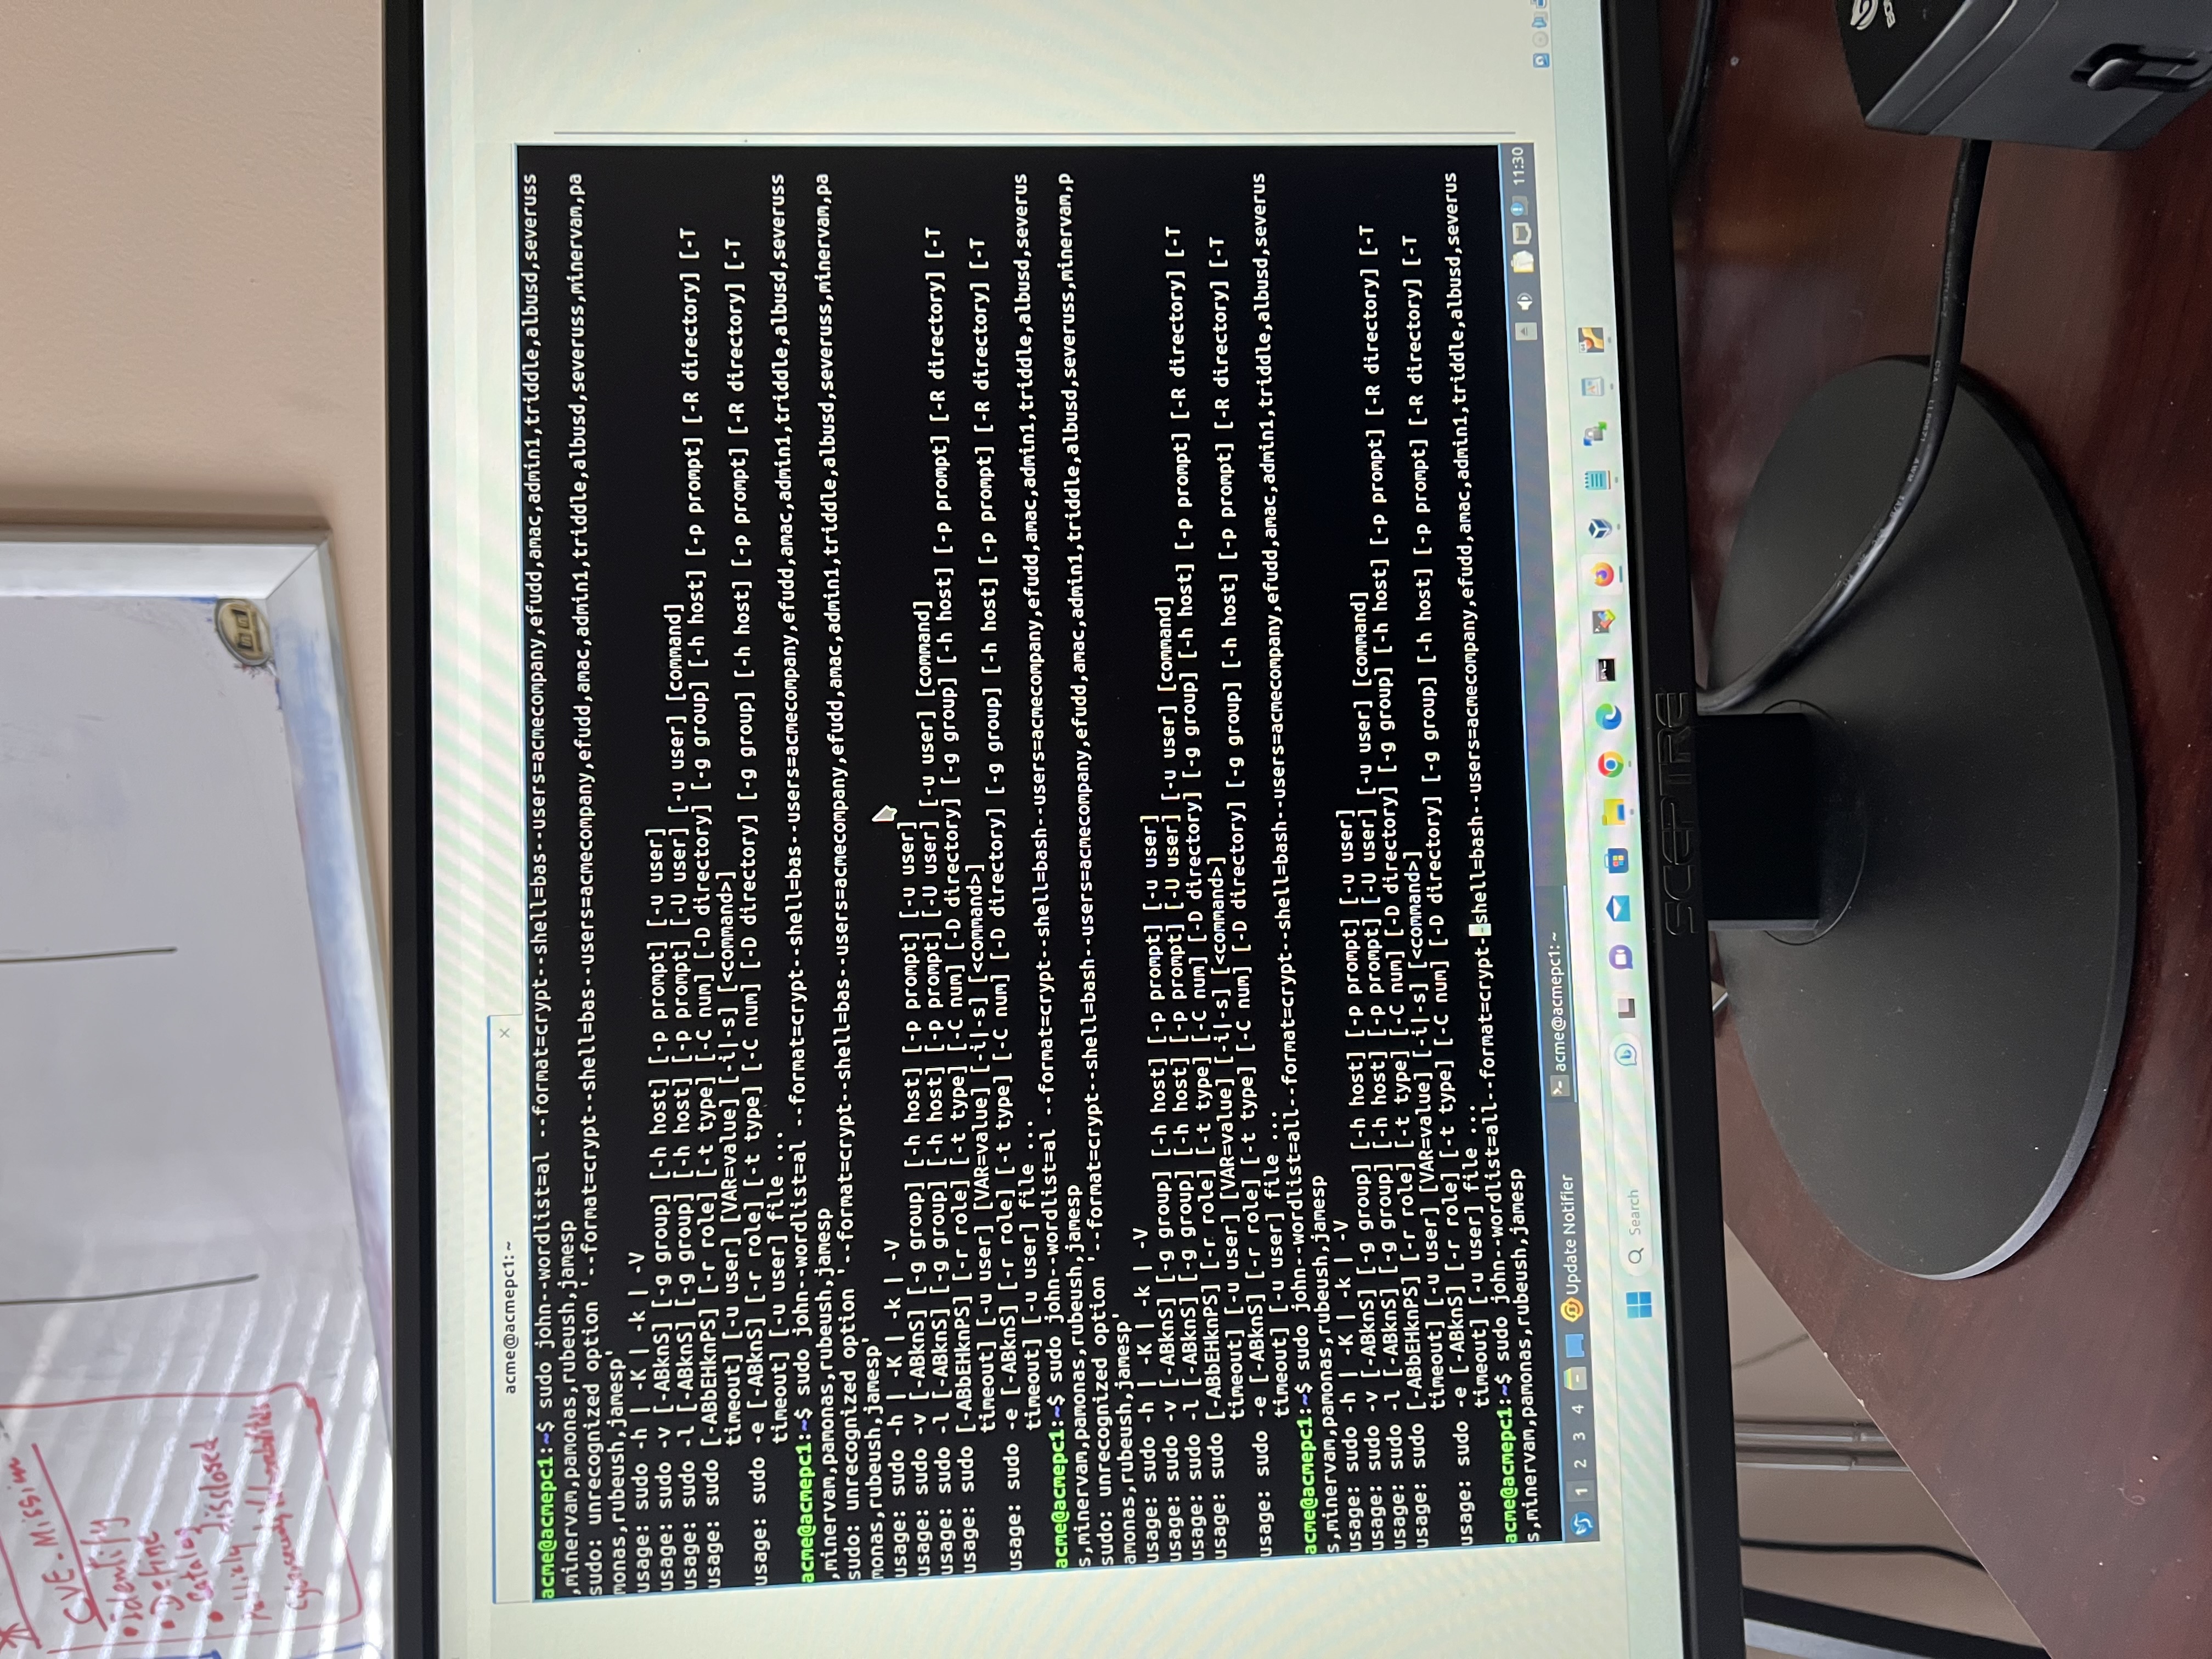 CVE - Mission
• Identify
• Define
• Catalog
Publicly disclosed
Cybersecurity Vulnerabilities
acme@acmepc1: ~ ×
acme@acmepc1:~$ sudo john--wordlist=al --format=crypt--shell=bas--users=acmecompany,efudd,amac,admin1,triddle,albusd,severuss
,minervam,pamonas,rubeush,jamesp
sudo: unrecognized option '--format=crypt--shell=bas--users=acmecompany,efudd,amac,admin1,triddle,albusd,severuss,minervam,pa
monas,rubeush,jamesp'
usage: sudo -h | -K | -k | -V
usage: sudo -v [-ABknS] [-g group] [-h host] [-p prompt] [-u user]
usage: sudo -l [-ABknS] [-g group] [-h host] [-p prompt] [-U user] [-u user] [command]
usage: sudo [-ABbEHknPS] [-r role] [-t type] [-C num] [-D directory] [-g group] [-h host] [-p prompt] [-R directory] [-T
timeout] [-u user] [VAR=value] [-i|-s] [<command>]
usage: sudo -e [-ABknS] [-r role] [-t type] [-C num] [-D directory] [-g group] [-h host] [-p prompt] [-R directory] [-T
timeout] [-u user] file ...
acme@acmepc1:~$ sudo john--wordlist=al --format=crypt--shell=bas--users=acmecompany,efudd,amac,admin1,triddle,albusd,severuss
,minervam,pamonas,rubeush,jamesp
sudo: unrecognized option '--format=crypt--shell=bas--users=acmecompany,efudd,amac,admin1,triddle,albusd,severuss,minervam,pa
monas,rubeush,jamesp'
usage: sudo -h | -K | -k | -V
usage: sudo -v [-ABknS] [-g group] [-h host] [-p prompt] [-u user]
usage: sudo -l [-ABknS] [-g group] [-h host] [-p prompt] [-U user] [-u user] [command]
usage: sudo [-ABbEHknPS] [-r role] [-t type] [-C num] [-D directory] [-g group] [-h host] [-p prompt] [-R directory] [-T
timeout] [-u user] [VAR=value] [-i|-s] [<command>]
usage: sudo -e [-ABknS] [-r role] [-t type] [-C num] [-D directory] [-g group] [-h host] [-p prompt] [-R directory] [-T
timeout] [-u user] file ...
acme@acmepc1:~$ sudo john--wordlist=al --format=crypt--shell=bash--users=acmecompany,efudd,amac,admin1,triddle,albusd,severus
s,minervam,pamonas,rubeush,jamesp
sudo: unrecognized option '--format=crypt--shell=bash--users=acmecompany,efudd,amac,admin1,triddle,albusd,severuss,minervam,p
amonas,rubeush,jamesp'
usage: sudo -h | -K | -k | -V
usage: sudo -v [-ABknS] [-g group] [-h host] [-p prompt] [-u user]
usage: sudo -l [-ABknS] [-g group] [-h host] [-p prompt] [-U user] [-u user] [command]
usage: sudo [-ABbEHknPS] [-r role] [-t type] [-C num] [-D directory] [-g group] [-h host] [-p prompt] [-R directory] [-T
timeout] [-u user] [VAR=value] [-i|-s] [<command>]
usage: sudo -e [-ABknS] [-r role] [-t type] [-C num] [-D directory] [-g group] [-h host] [-p prompt] [-R directory] [-T
timeout] [-u user] file ...
acme@acmepc1:~$ sudo john--wordlist=all--format=crypt--shell=bash--users=acmecompany,efudd,amac,admin1,triddle,albusd,severus
s,minervam,pamonas,rubeush,jamesp
usage: sudo -h | -K | -k | -V
usage: sudo -v [-ABknS] [-g group] [-h host] [-p prompt] [-u user]
usage: sudo -l [-ABknS] [-g group] [-h host] [-p prompt] [-U user] [-u user] [command]
usage: sudo [-ABbEHknPS] [-r role] [-t type] [-C num] [-D directory] [-g group] [-h host] [-p prompt] [-R directory] [-T
timeout] [-u user] [VAR=value] [-i|-s] [<command>]
usage: sudo -e [-ABknS] [-r role] [-t type] [-C num] [-D directory] [-g group] [-h host] [-p prompt] [-R directory] [-T
timeout] [-u user] file ...
acme@acmepc1:~$ sudo john--wordlist=all--format=crypt--shell=bash--users=acmecompany,efudd,amac,admin1,triddle,albusd,severus
s,minervam,pamonas,rubeush,jamesp
1 2 3 4 Update Notifier acme@acmepc1: ~ 11:30
Search
SCEPTRE